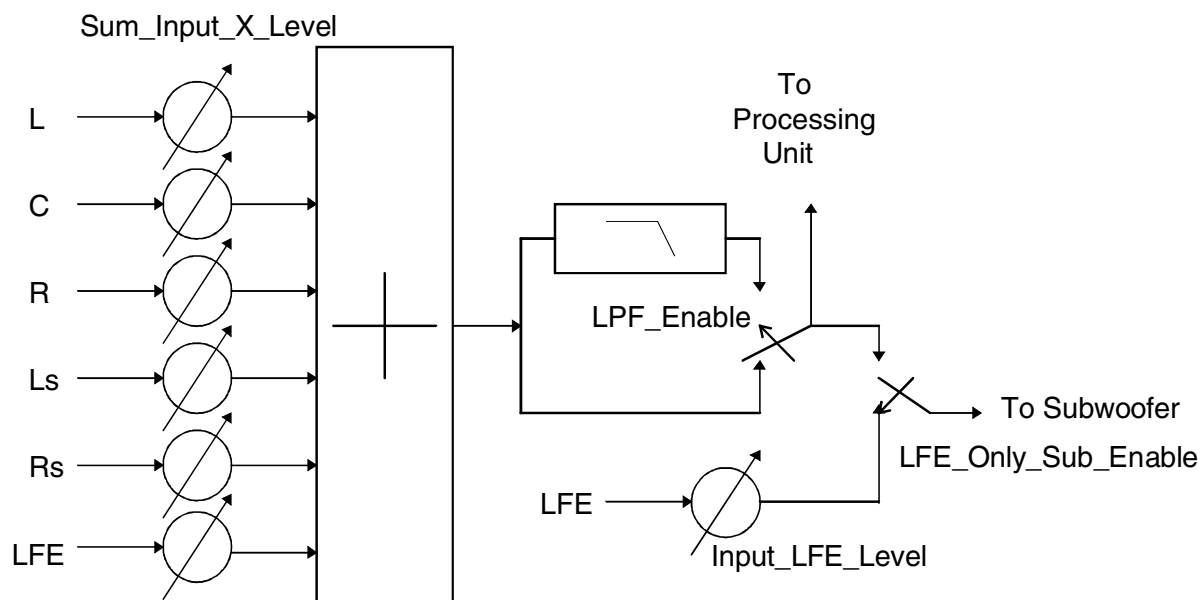 Sum_Input_X_Level
L
C
R
Ls
Rs
LFE
To
Processing
Unit
LPF_Enable
To Subwoofer
LFE_Only_Sub_Enable
LFE
Input_LFE_Level